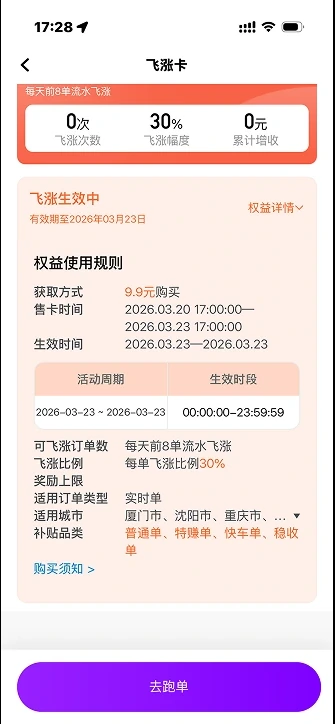 17:28
飞涨卡
每天前8单流水飞涨
0次
30%
0元
飞涨次数
飞涨幅度
累计增收
飞涨生效中
权益详情
有效期至2026年03月23日
权益使用规则
获取方式 9.9元购买
售卡时间 2026.03.20 17:00:00—
2026.03.23 17:00:00
生效时间 2026.03.23—2026.03.23
活动周期 生效时段
2026-03-23 ~ 2026-03-23 00:00:00-23:59:59
可飞涨订单数 每天前8单流水飞涨
飞涨比例 每单飞涨比例30%
奖励上限
适用订单类型 实时单
适用城市 厦门市、沈阳市、重庆市、...
补贴品类 普通单、特赚单、快车单、稳收
单
购买须知 >
去跑单